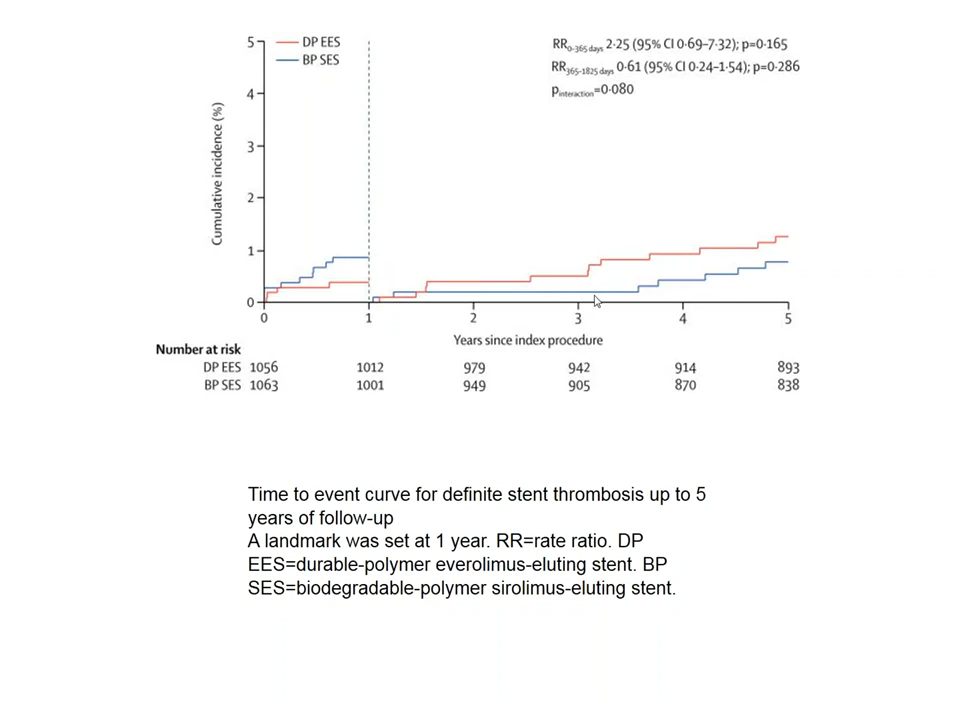 DP EES
BP SES
RR0-365 days 2·25 (95% CI 0·69–7·32); p=0·165
RR365-1825 days 0·61 (95% CI 0·24–1·54); p=0·286
pinteraction=0·080
Cumulative incidence (%)
5
4
3
2
1
0
0 1 2 3 4 5
Years since index procedure
Number at risk
DP EES 1056 1012 979 942 914 893
BP SES 1063 1001 949 905 870 838
Time to event curve for definite stent thrombosis up to 5
years of follow-up
A landmark was set at 1 year. RR=rate ratio. DP
EES=durable-polymer everolimus-eluting stent. BP
SES=biodegradable-polymer sirolimus-eluting stent.